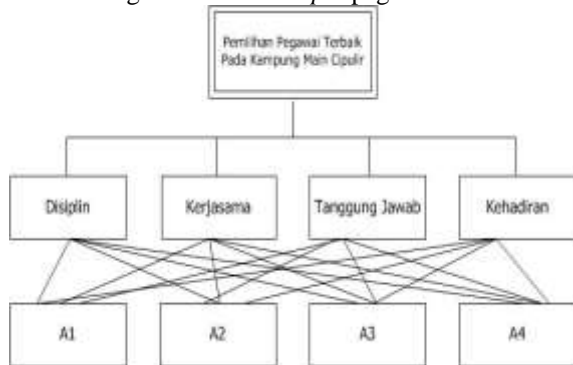 Pemilihan Pegawai Terbaik
Pada Kampung Main Cipulir
Disiplin
Kerjasama
Tanggung Jawab
Kehadiran
A1
A2
A3
A4